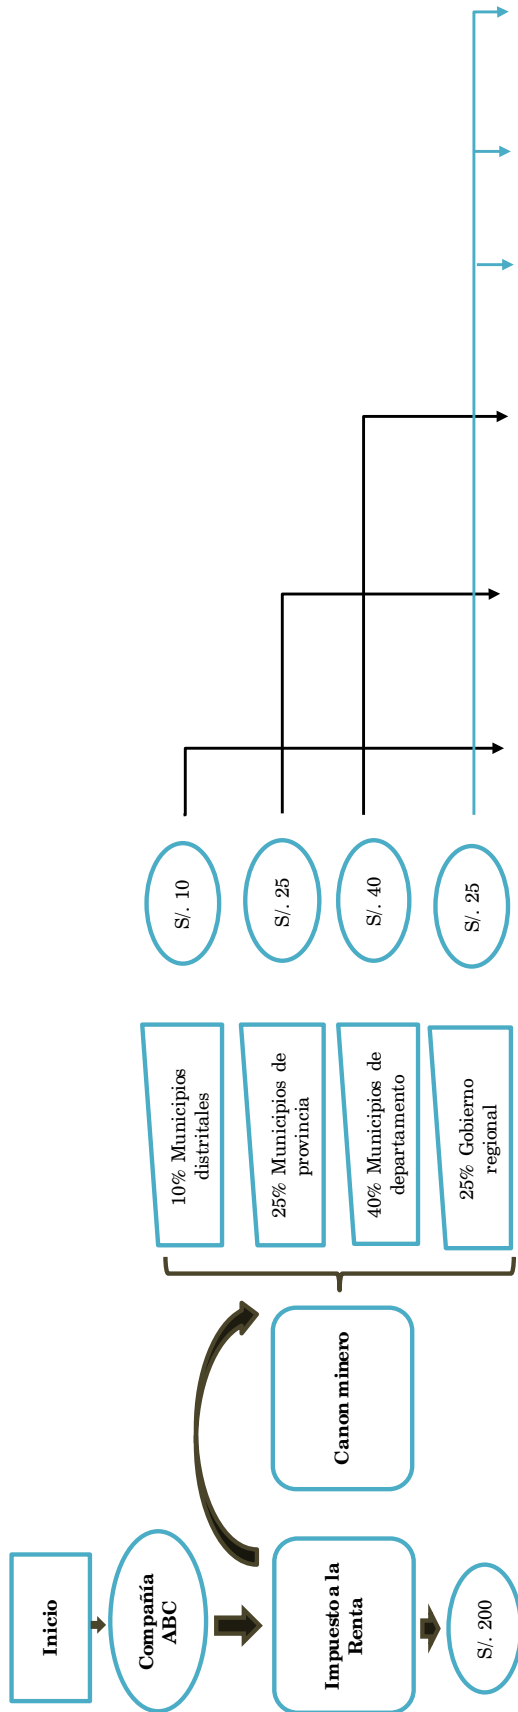 Inicio
Compañía
ABC
Impuesto a la
Renta
S/. 200
Canon minero
10% Municipios
distritales
25% Municipios de
provincia
40% Municipios de
departamento
25% Gobierno
regional
S/. 10
S/. 25
S/. 40
S/. 25